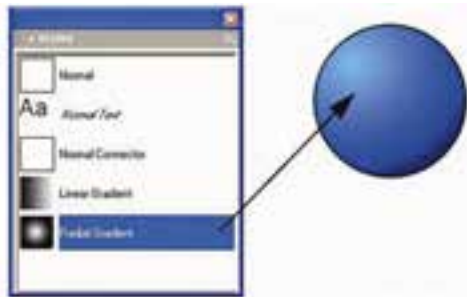 Normal
Aa Normal Text
Normal Connector
Linear Gradient
Radial Gradient